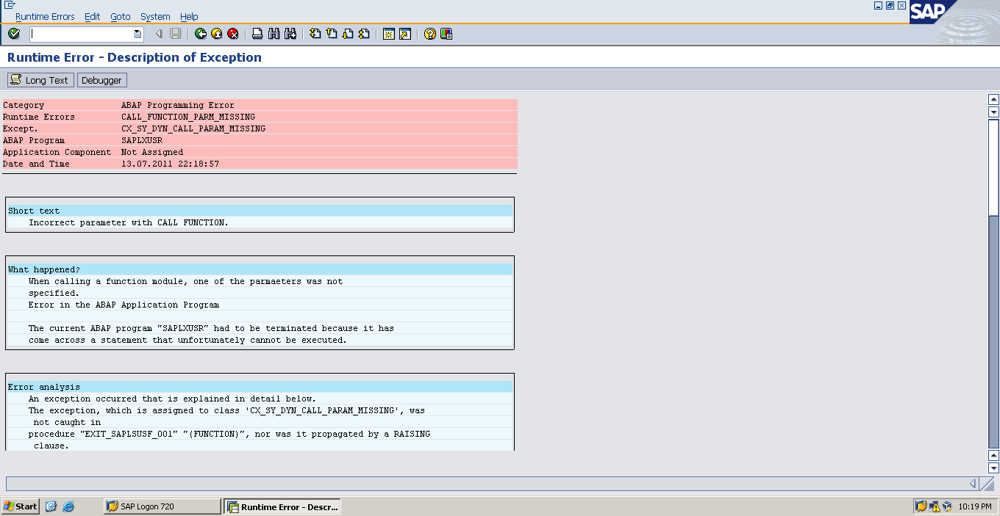 Runtime Errors Edit Goto System Help
SAP
Runtime Error - Description of Exception
Long Text Debugger
Category ABAP Programming Error
Runtime Errors CALL_FUNCTION_PARM_MISSING
Except. CX_SY_DYN_CALL_PARAM_MISSING
ABAP Program SAPLXUSR
Application Component Not Assigned
Date and Time 13.07.2011 22:18:57
Short text
Incorrect parameter with CALL FUNCTION.
What happened?
When calling a function module, one of the parmaeters was not
specified.
Error in the ABAP Application Program
The current ABAP program "SAPLXUSR" had to be terminated because it has
come across a statement that unfortunately cannot be executed.
Error analysis
An exception occurred that is explained in detail below.
The exception, which is assigned to class 'CX_SY_DYN_CALL_PARAM_MISSING', was
not caught in
procedure "EXIT_SAPLSUSF_001" "(FUNCTION)", nor was it propagated by a RAISING
clause.
Start SAP Logon 720 Runtime Error - Descr... 10:19 PM